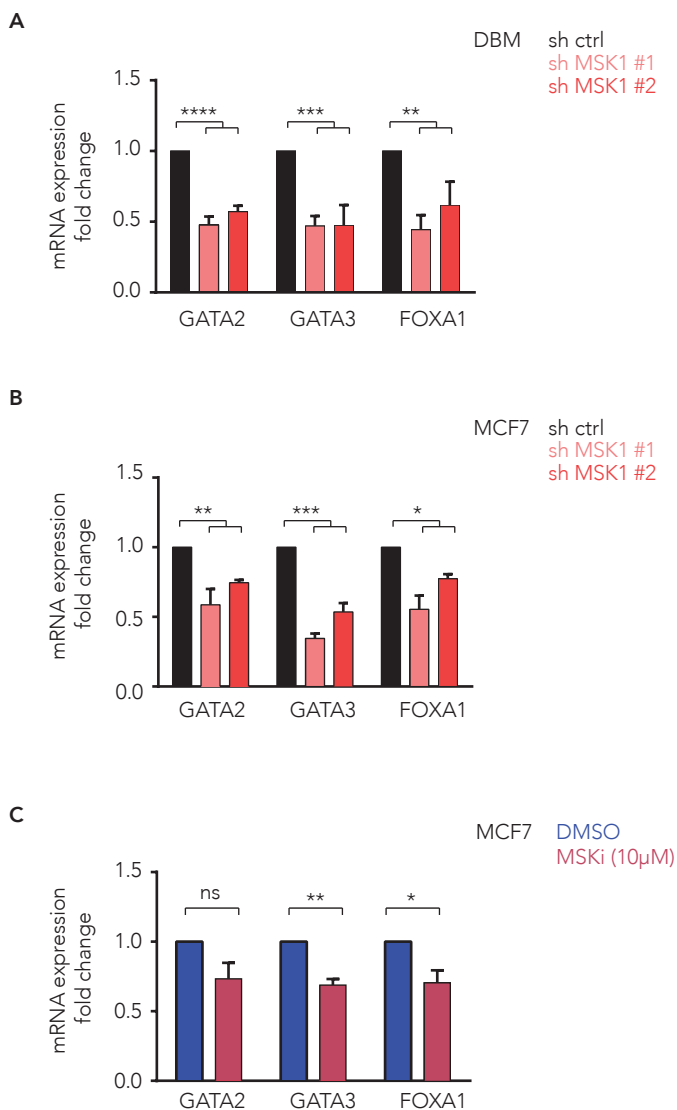 A
DBM sh ctrl
sh MSK1 #1
sh MSK1 #2
mRNA expression
fold change
1.5
1.0
0.5
0.0
**** *** **
GATA2 GATA3 FOXA1
B
MCF7 sh ctrl
sh MSK1 #1
sh MSK1 #2
mRNA expression
fold change
1.5
1.0
0.5
0.0
** *** *
GATA2 GATA3 FOXA1
C
MCF7 DMSO
MSKi (10µM)
mRNA expression
fold change
1.5
1.0
0.5
0.0
ns ** *
GATA2 GATA3 FOXA1